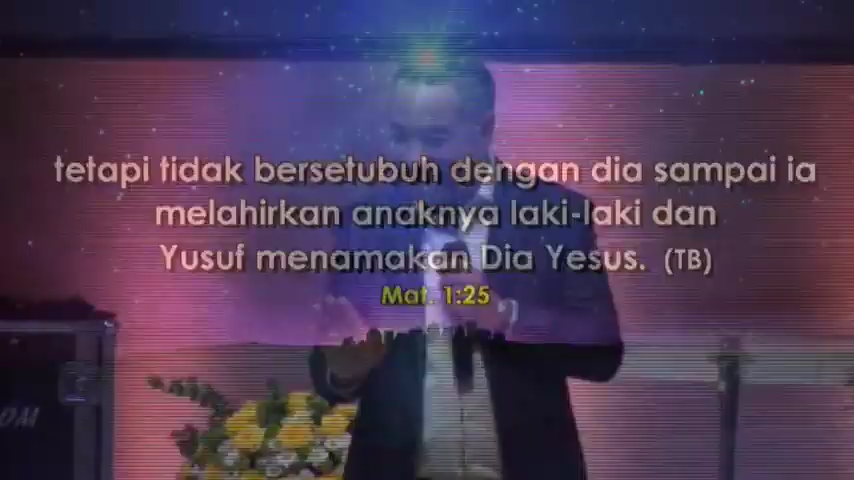 tetapi tidak bersetubuh dengan dia sampai ia
melahirkan anaknya laki-laki dan
Yusuf menamakan Dia Yesus. (TB)
Mat. 1:25